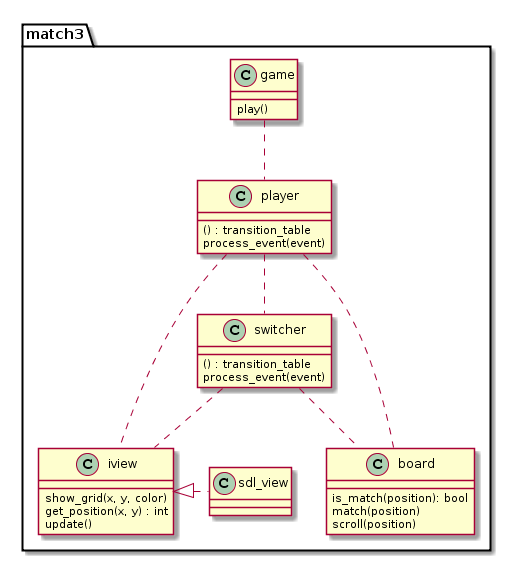 match3
C game
play()
C player
() : transition_table
process_event(event)
C switcher
() : transition_table
process_event(event)
C iview
show_grid(x, y, color)
get_position(x, y) : int
update()
C sdl_view
C board
is_match(position): bool
match(position)
scroll(position)